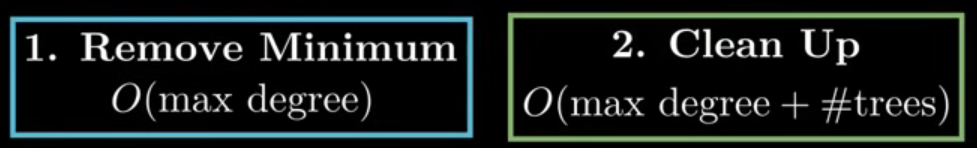 1. Remove Minimum
O(max degree)
2. Clean Up
O(max degree + #trees)